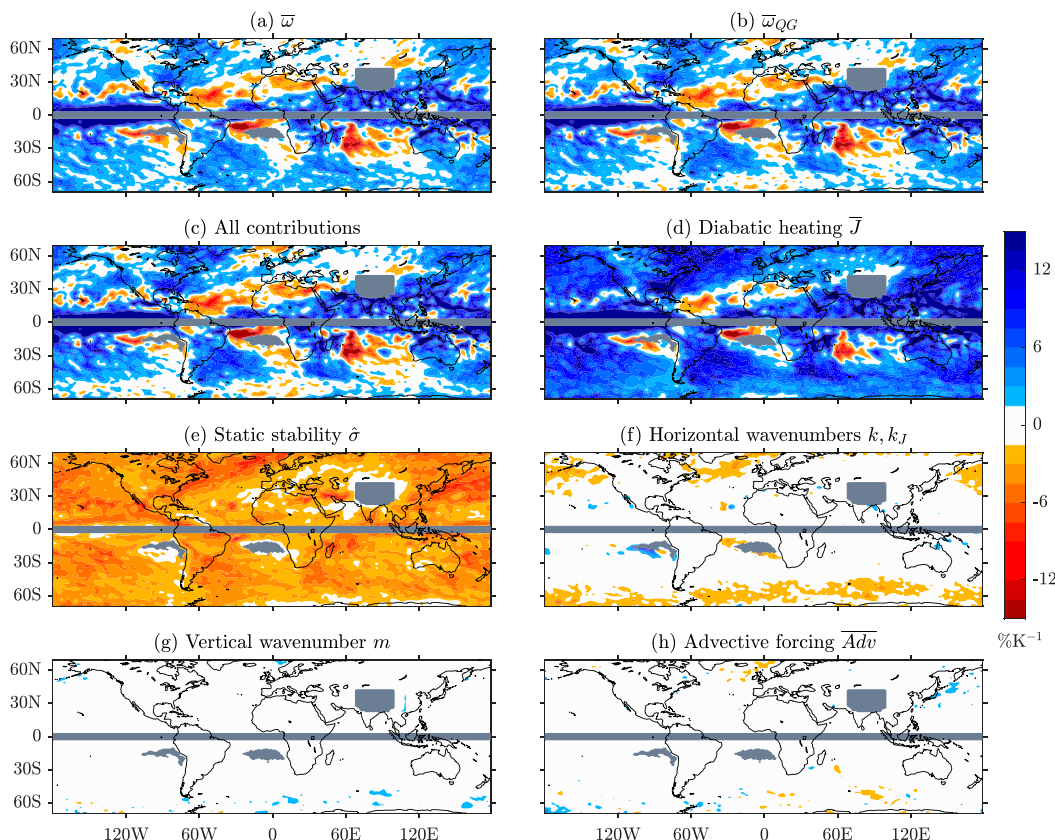 (a) ω̅
(b) ω̅_QG
60N
30N
0
30S
60S
(c) All contributions
(d) Diabatic heating J̅
60N
30N
0
30S
60S
12
6
0
-6
-12
%K⁻¹
(e) Static stability σ̂
(f) Horizontal wavenumbers k, k_J
60N
30N
0
30S
60S
(g) Vertical wavenumber m
(h) Advective forcing A̅d̅v̅
60N
30N
0
30S
60S
120W 60W 0 60E 120E
120W 60W 0 60E 120E